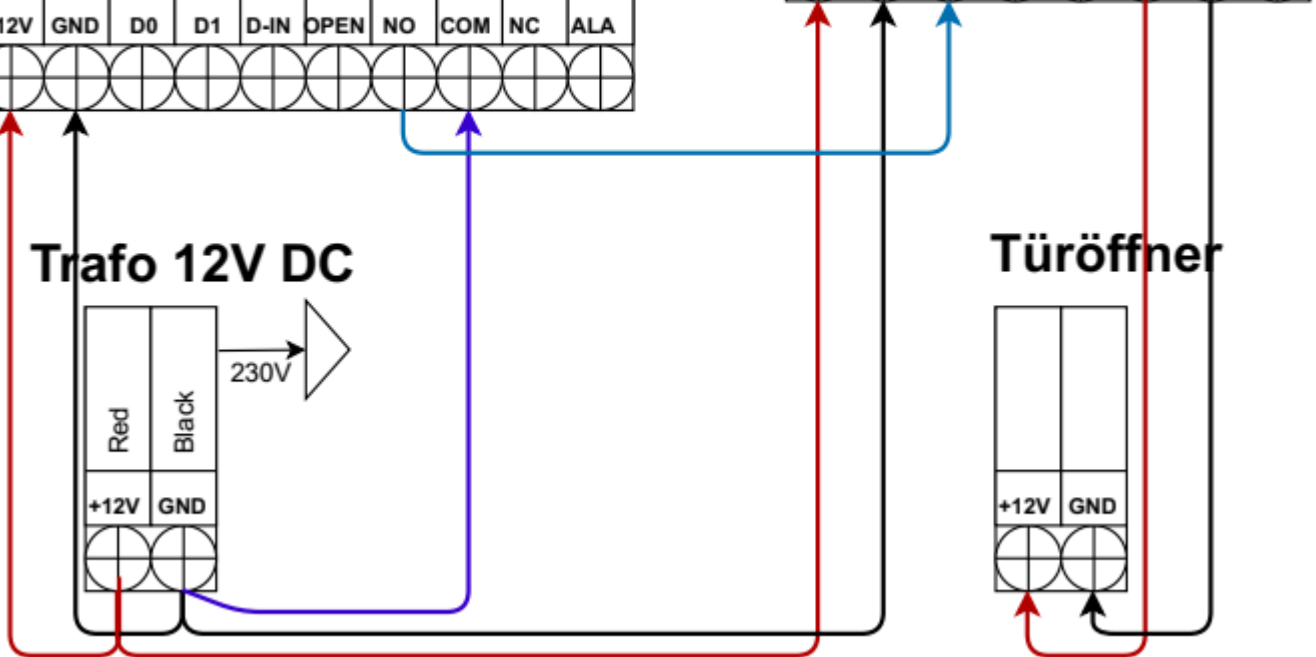 12V GND D0 D1 D-IN OPEN NO COM NC ALA
Trafo 12V DC
Türöffner
230V
Red Black
+12V GND
+12V GND